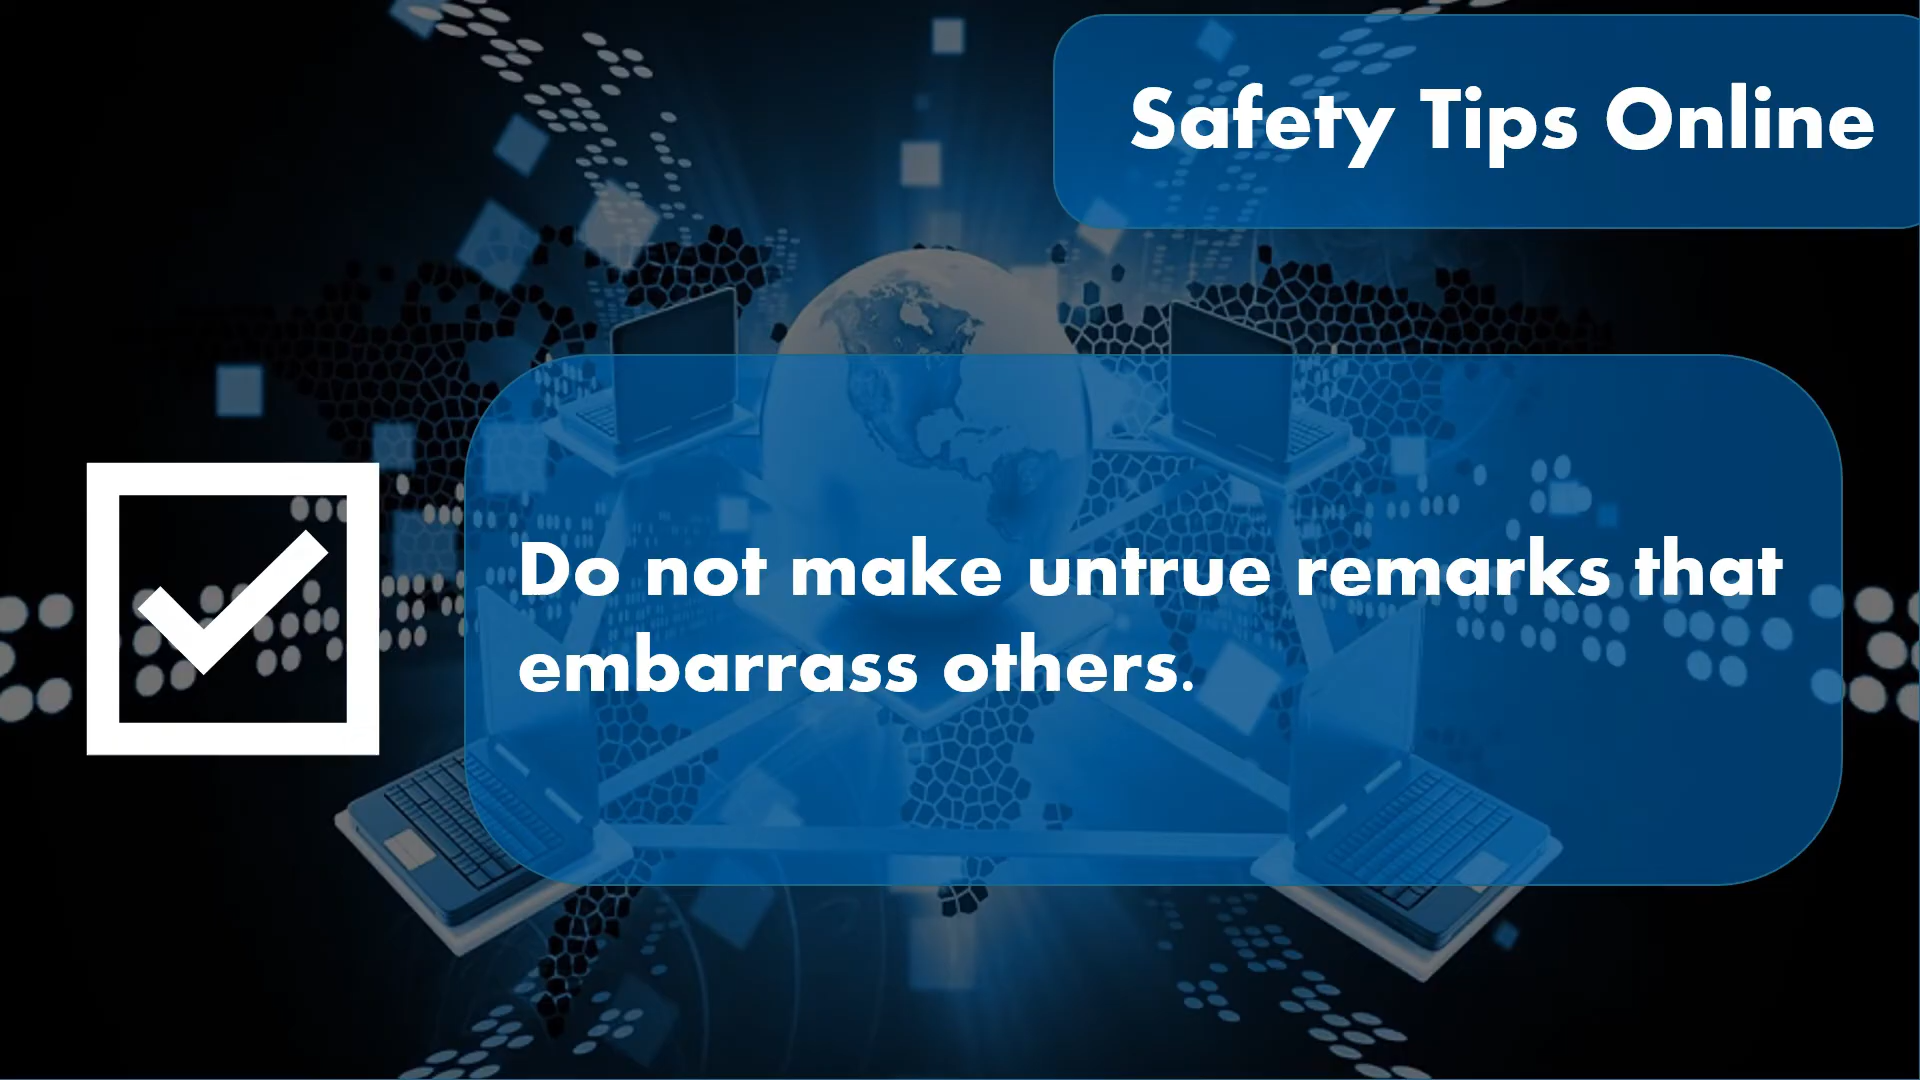 Safety Tips Online
Do not make untrue remarks that
embarrass others.